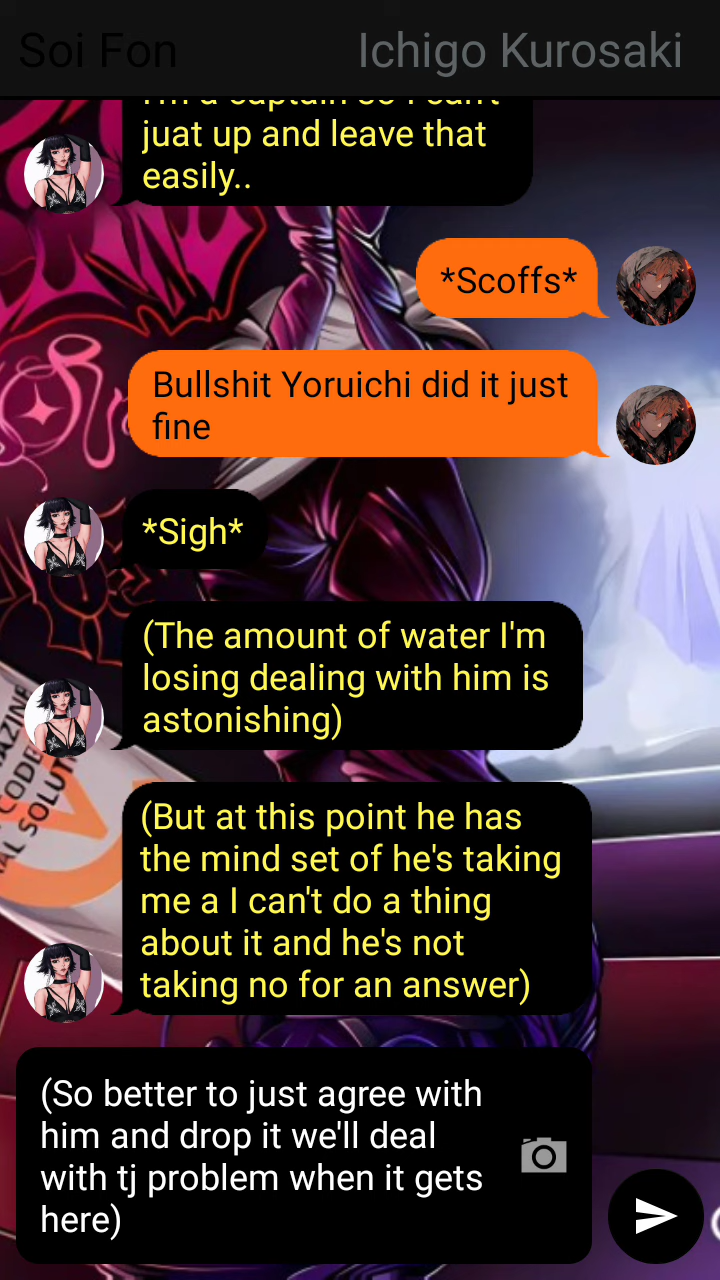 Soi Fon
Ichigo Kurosaki
I'm a captain so I can't
juat up and leave that
easily..
*Scoffs*
Bullshit Yoruichi did it just
fine
*Sigh*
(The amount of water I'm
losing dealing with him is
astonishing)
(But at this point he has
the mind set of he's taking
me a I can't do a thing
about it and he's not
taking no for an answer)
(So better to just agree with
him and drop it we'll deal
with tj problem when it gets
here)